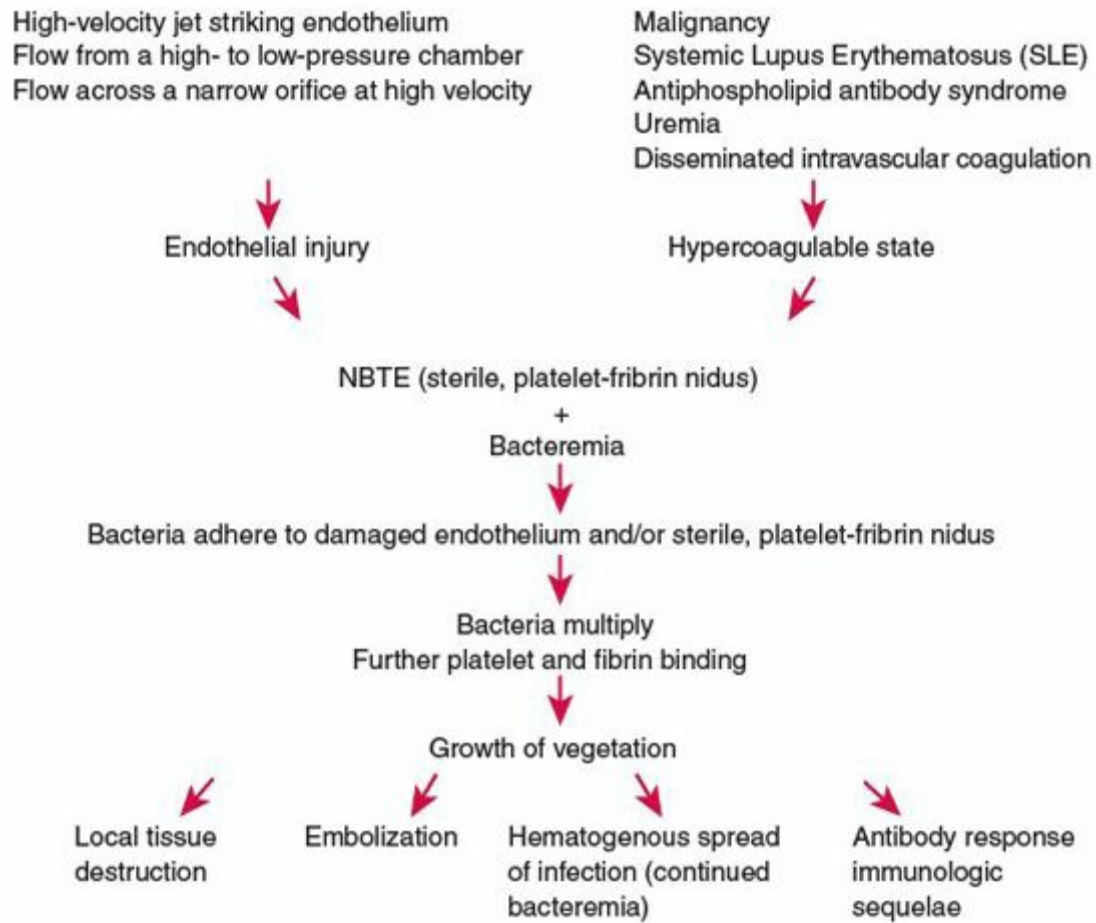 High-velocity jet striking endothelium
Flow from a high- to low-pressure chamber
Flow across a narrow orifice at high velocity
Malignancy
Systemic Lupus Erythematosus (SLE)
Antiphospholipid antibody syndrome
Uremia
Disseminated intravascular coagulation
Endothelial injury
Hypercoagulable state
NBTE (sterile, platelet-fribrin nidus)
+
Bacteremia
Bacteria adhere to damaged endothelium and/or sterile, platelet-fribrin nidus
Bacteria multiply
Further platelet and fibrin binding
Growth of vegetation
Local tissue
destruction
Embolization
Hematogenous spread
of infection (continued
bacteremia)
Antibody response
immunologic
sequelae